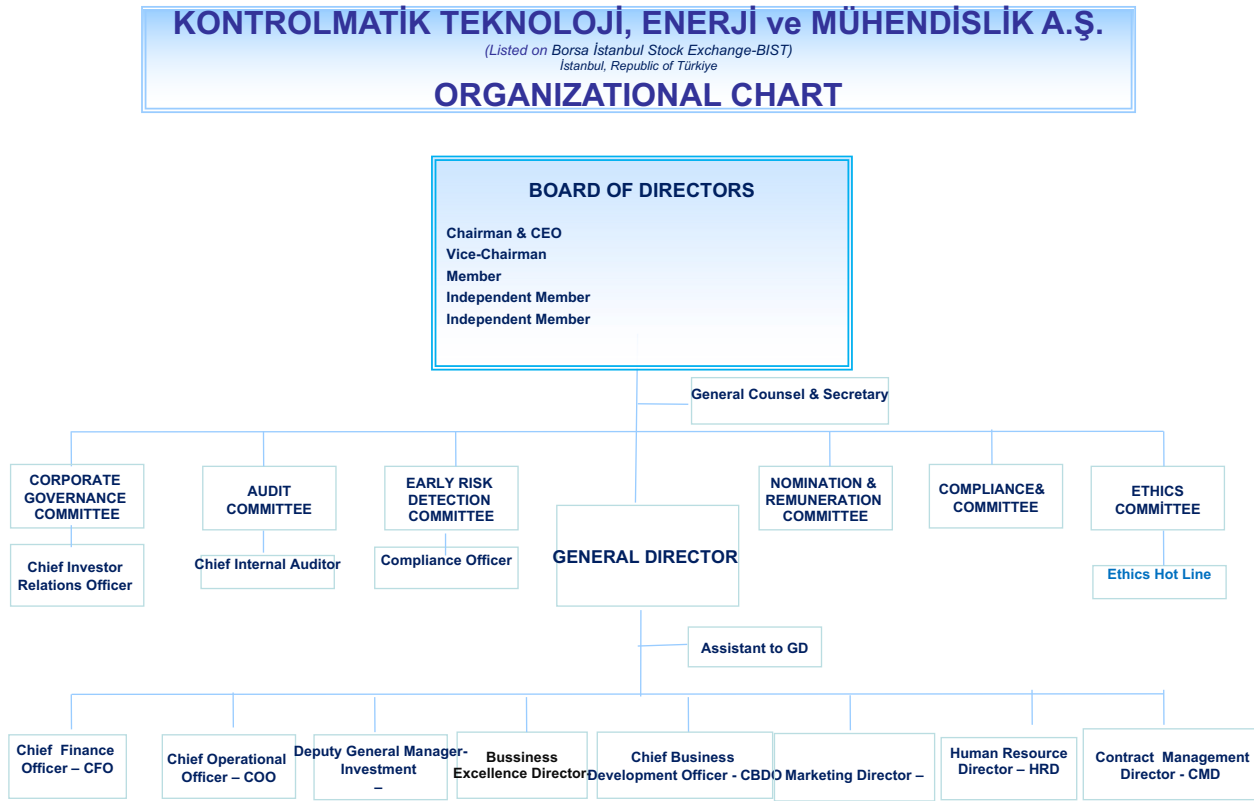 KONTROLMATİK TEKNOLOJİ, ENERJİ ve MÜHENDİSLİK A.Ş.
(Listed on Borsa İstanbul Stock Exchange-BIST)
İstanbul, Republic of Türkiye
ORGANIZATIONAL CHART
BOARD OF DIRECTORS
Chairman & CEO
Vice-Chairman
Member
Independent Member
Independent Member
General Counsel & Secretary
CORPORATE
GOVERNANCE
COMMITTEE
AUDIT
COMMITTEE
EARLY RISK
DETECTION
COMMITTEE
NOMINATION &
REMUNERATION
COMMITTEE
COMPLIANCE&
COMMITTEE
ETHICS
COMMİTTEE
Chief Investor
Relations Officer
Chief Internal Auditor
Compliance Officer
GENERAL DIRECTOR
Ethics Hot Line
Assistant to GD
Chief  Finance
Officer – CFO
Chief Operational
Officer – COO
Deputy General Manager-
Investment
–
Bussiness
Excellence Director-
Chief Business
Development Officer - CBDO
Marketing Director –
Human Resource
Director – HRD
Contract  Management
Director - CMD